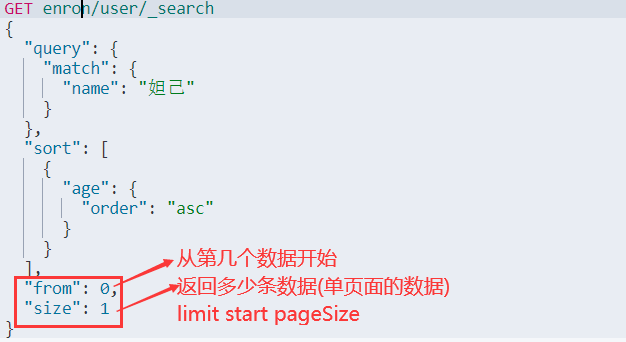 GET enron/user/_search
{
  "query": {
    "match": {
      "name": "妲己"
    }
  },
  "sort": [
    {
      "age": {
        "order": "asc"
      }
    }
  ],
  "from": 0,
  "size": 1
}
从第几个数据开始
返回多少条数据(单页面的数据)
limit start pageSize